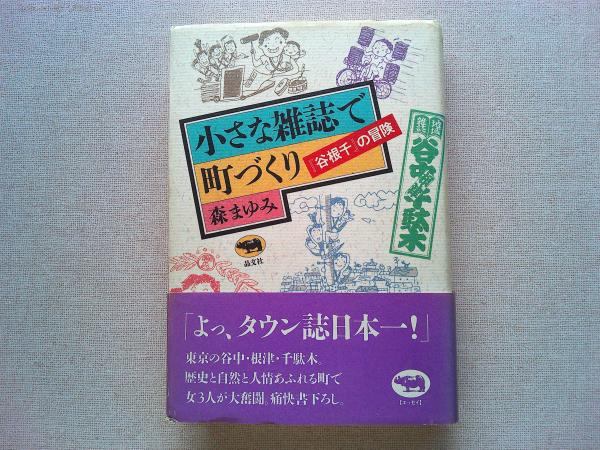 小さな雑誌で
町づくり
『谷根千』の冒険
森まゆみ
晶文社
地域
雑誌
谷中
根津
千駄木
「よっ、タウン誌日本一!」
東京の谷中・根津・千駄木。
歴史と自然と人情あふれる町で
女3人が大奮闘。痛快書下ろし。
【エッセイ】